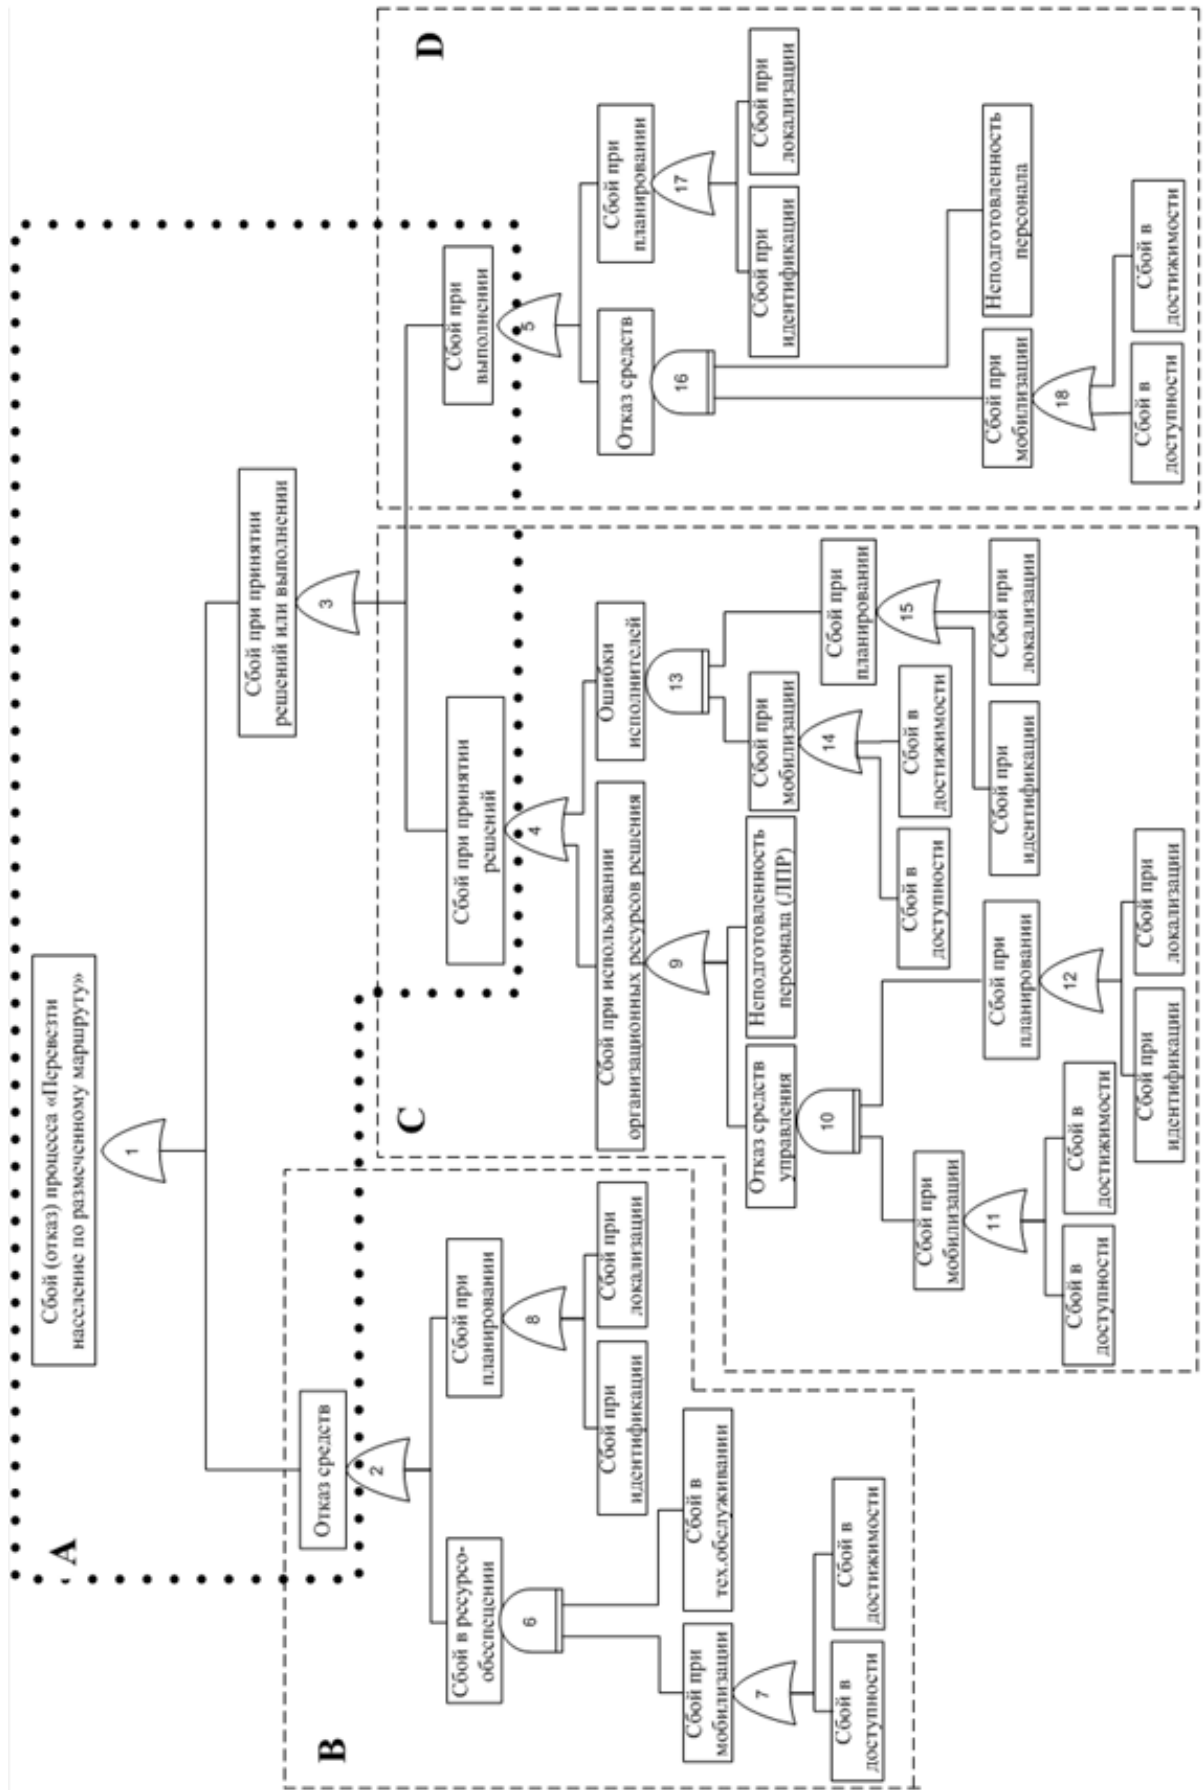 Сбой (отказ) процесса «Перевезти
население по размеченному маршруту»
1
A
Отказ средств
2
Сбой при принятии
решений или выполнении
3
B
Сбой в ресурсо-
обеспецении
6
Сбой при
планировании
8
Сбой при
мобилизации
7
Сбой в
тех.обслуживании
Сбой при
идентификации
Сбой при
локализации
Сбой в
доступности
Сбой в
достижимости
C
Сбой при принятии
решений
4
Сбой при использовании
организационных ресурсов решения
9
Ошибки
исполнителей
13
Отказ средств
управления
10
Неподготовленность
персонала (ЛПР)
Сбой при
мобилизации
14
Сбой при
планировании
15
Сбой при
мобилизации
11
Сбой при
планировании
12
Сбой в
доступности
Сбой в
достижимости
Сбой при
идентификации
Сбой при
локализации
Сбой в
доступности
Сбой в
достижимости
Сбой при
идентификации
Сбой при
локализации
D
Сбой при
выполнении
5
Отказ средств
16
Сбой при
планировании
17
Сбой при
идентификации
Сбой при
локализации
Сбой при
мобилизации
18
Неподготовленность
персонала
Сбой в
доступности
Сбой в
достижимости